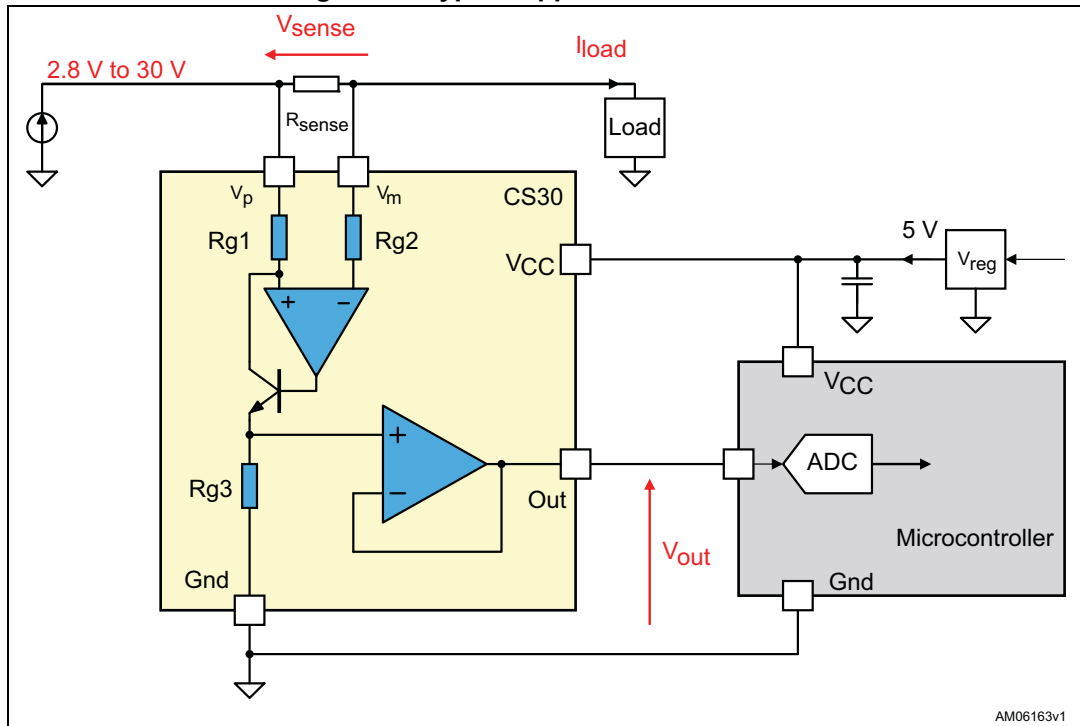 Vsense
Iload
2.8 V to 30 V
Rsense
Load
Vp
Vm
CS30
Rg1
Rg2
VCC
5 V
Vreg
VCC
+
−
+
−
ADC
Rg3
Out
Microcontroller
Vout
Gnd
Gnd
AM06163v1